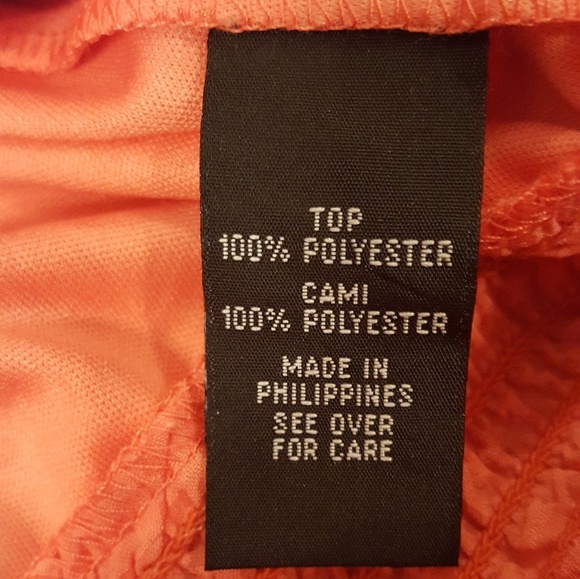 TOP
100% POLYESTER
CAMI
100% POLYESTER
MADE IN
PHILIPPINES
SEE OVER
FOR CARE